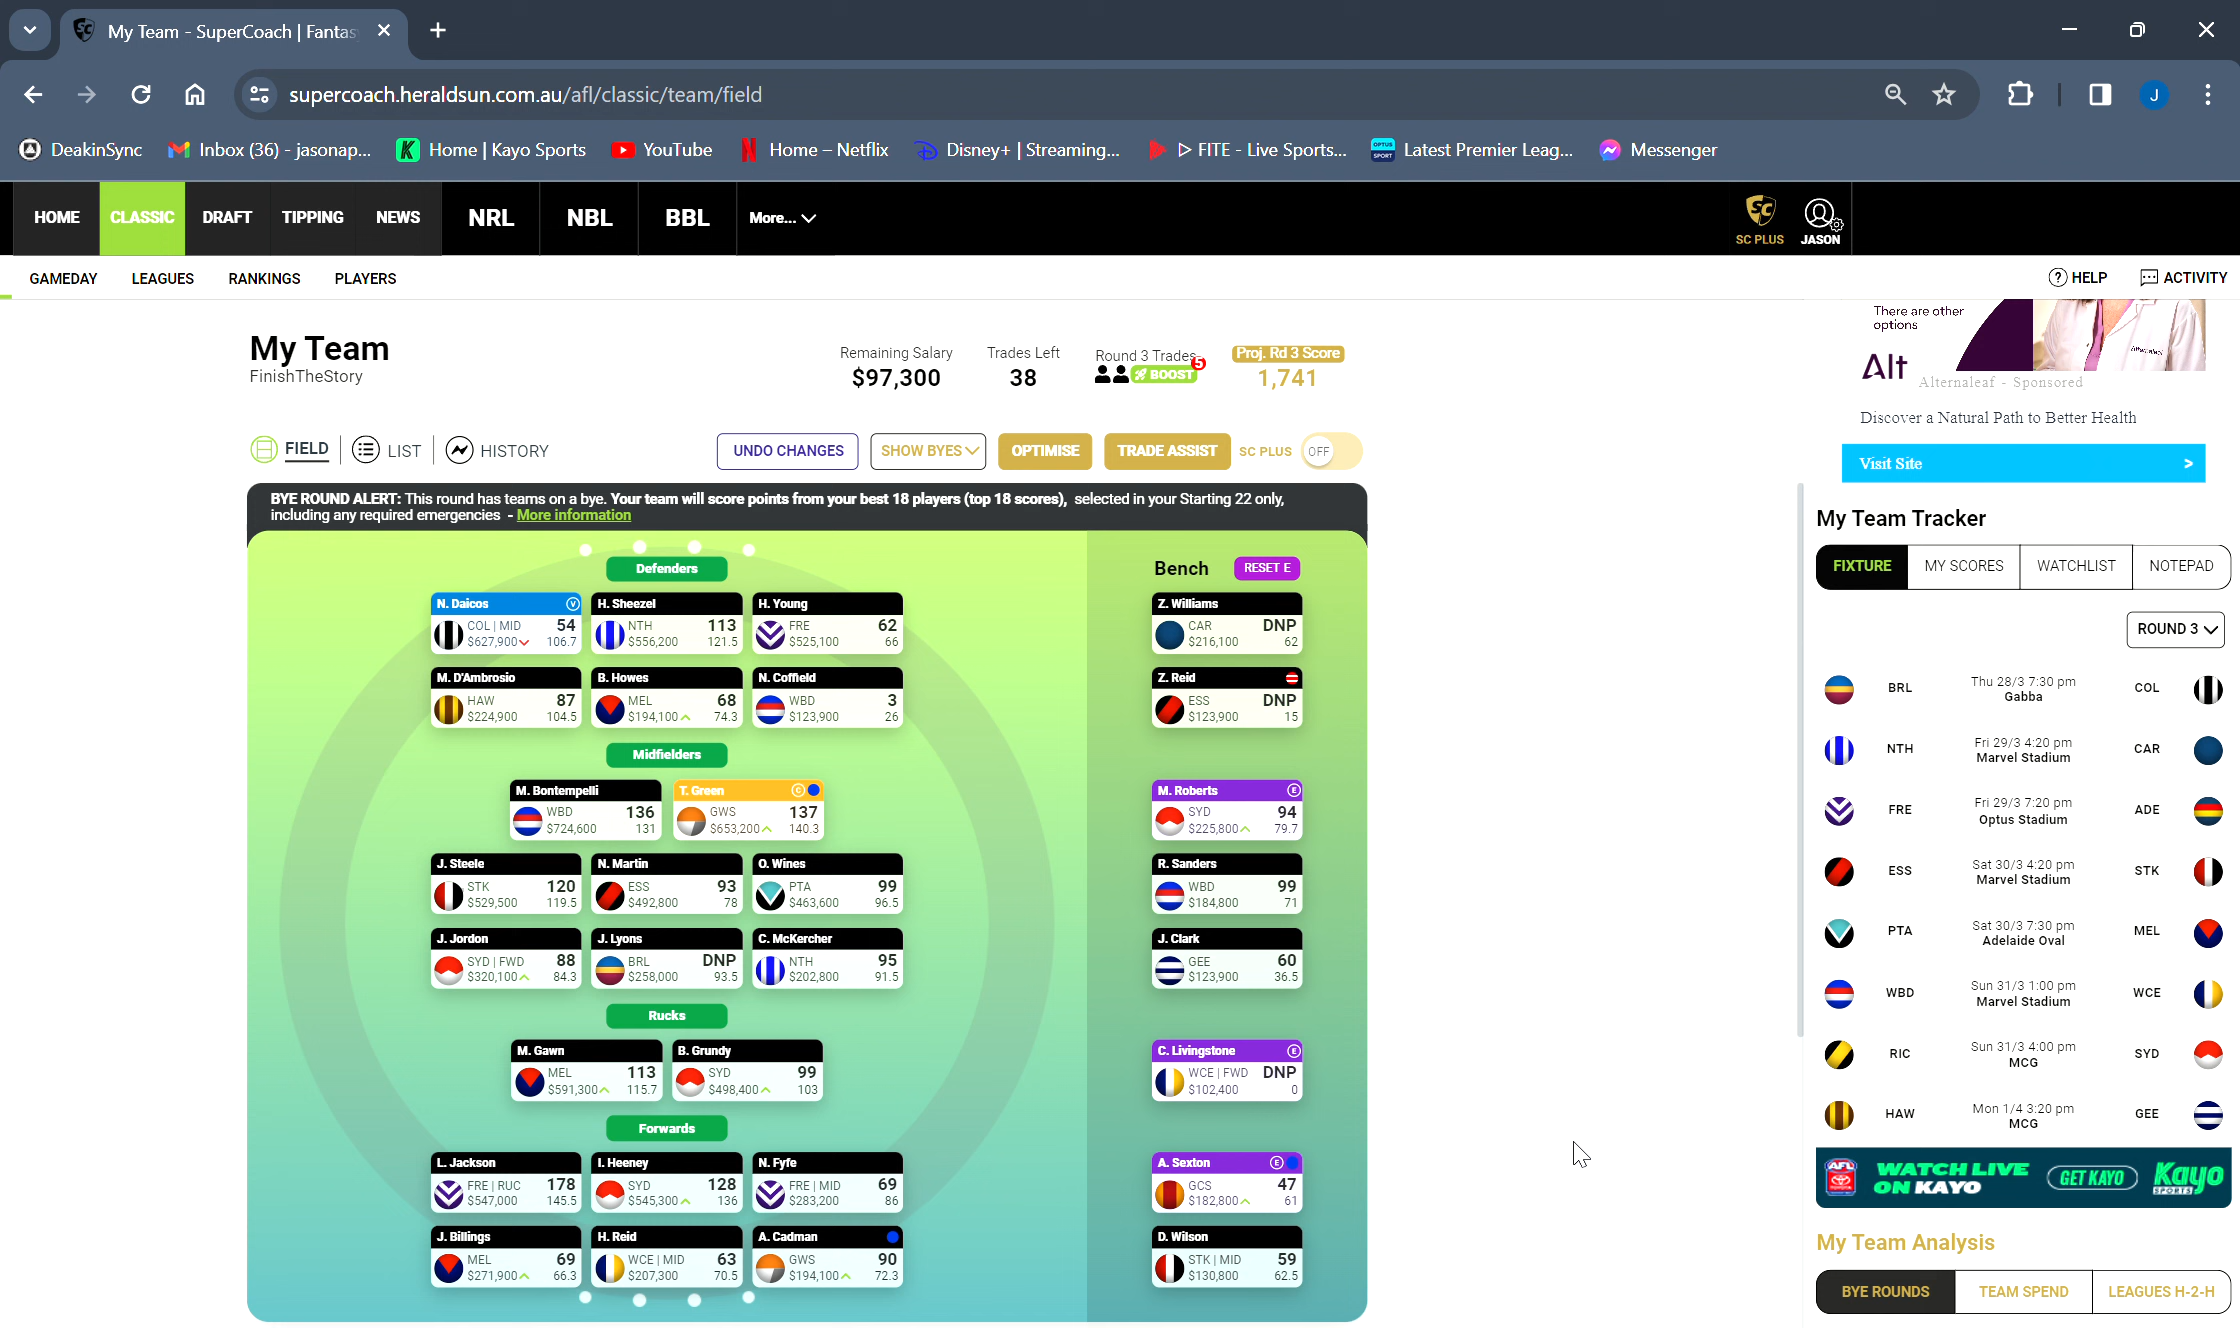 My Team - SuperCoach | Fantas
supercoach.heraldsun.com.au/afl/classic/team/field
J
DeakinSync
Inbox (36) - jasonap...
Home | Kayo Sports
YouTube
Home – Netflix
Disney+ | Streaming...
FITE - Live Sports...
Latest Premier Leag...
Messenger
HOME CLASSIC DRAFT TIPPING NEWS NRL NBL BBL More...
SC PLUS
JASON
GAMEDAY LEAGUES RANKINGS PLAYERS
HELP
ACTIVITY
My Team
FinishTheStory
Remaining Salary
$97,300
Trades Left
38
Round 3 Trades
5
BOOST
Proj. Rd 3 Score
1,741
FIELD LIST HISTORY
UNDO CHANGES
SHOW BYES
OPTIMISE
TRADE ASSIST
SC PLUS OFF
BYE ROUND ALERT: This round has teams on a bye. Your team will score points from your best 18 players (top 18 scores), selected in your Starting 22 only,
including any required emergencies - More information
Defenders
N. Daicos V
COL | MID 54
$627,900 106.7
H. Sheezel
NTH 113
$556,200 121.5
H. Young
FRE 62
$525,100 66
M. D'Ambrosio
HAW 87
$224,900 104.5
B. Howes
MEL 68
$194,100 74.3
N. Coffield
WBD 3
$123,900 26
Midfielders
M. Bontempelli
WBD 136
$724,600 131
T. Green C
GWS 137
$653,200 140.3
J. Steele
STK 120
$529,500 119.5
N. Martin
ESS 93
$492,800 78
O. Wines
PTA 99
$463,600 96.5
J. Jordon
SYD | FWD 88
$320,100 84.3
J. Lyons
BRL DNP
$258,000 93.5
C. McKercher
NTH 95
$202,800 91.5
Rucks
M. Gawn
MEL 113
$591,300 115.7
B. Grundy
SYD 99
$498,400 103
Forwards
L. Jackson
FRE | RUC 178
$547,000 145.5
I. Heeney
SYD 128
$545,300 136
N. Fyfe
FRE | MID 69
$283,200 86
J. Billings
MEL 69
$271,900 66.3
H. Reid
WCE | MID 63
$207,300 70.5
A. Cadman
GWS 90
$194,100 72.3
Bench RESET E
Z. Williams
CAR DNP
$216,100 62
Z. Reid
ESS DNP
$123,900 15
M. Roberts E
SYD 94
$225,800 79.7
R. Sanders
WBD 99
$184,800 71
J. Clark
GEE 60
$123,900 36.5
C. Livingstone E
WCE | FWD DNP
$102,400 0
A. Sexton E
GCS 47
$182,800 61
D. Wilson
STK | MID 59
$130,800 62.5
There are other
options
Alt
Alternaleaf - Sponsored
Discover a Natural Path to Better Health
Visit Site >
My Team Tracker
FIXTURE MY SCORES WATCHLIST NOTEPAD
ROUND 3
BRL Thu 28/3 7:30 pm COL
Gabba
NTH Fri 29/3 4:20 pm CAR
Marvel Stadium
FRE Fri 29/3 7:20 pm ADE
Optus Stadium
ESS Sat 30/3 4:20 pm STK
Marvel Stadium
PTA Sat 30/3 7:30 pm MEL
Adelaide Oval
WBD Sun 31/3 1:00 pm WCE
Marvel Stadium
RIC Sun 31/3 4:00 pm SYD
MCG
HAW Mon 1/4 3:20 pm GEE
MCG
AFL
WATCH LIVE
ON KAYO
GET KAYO
Kayo
SPORTS
My Team Analysis
BYE ROUNDS TEAM SPEND LEAGUES H-2-H